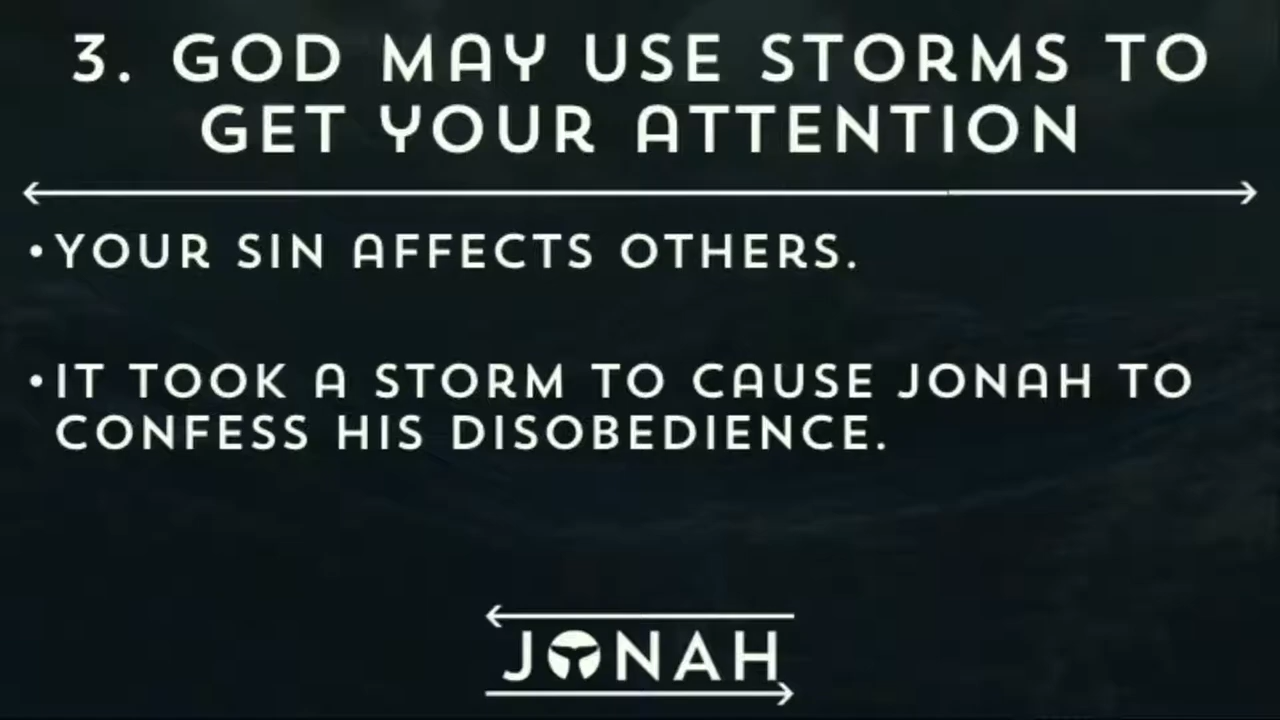 3. GOD MAY USE STORMS TO
GET YOUR ATTENTION
•YOUR SIN AFFECTS OTHERS.
•IT TOOK A STORM TO CAUSE JONAH TO
CONFESS HIS DISOBEDIENCE.
JONAH